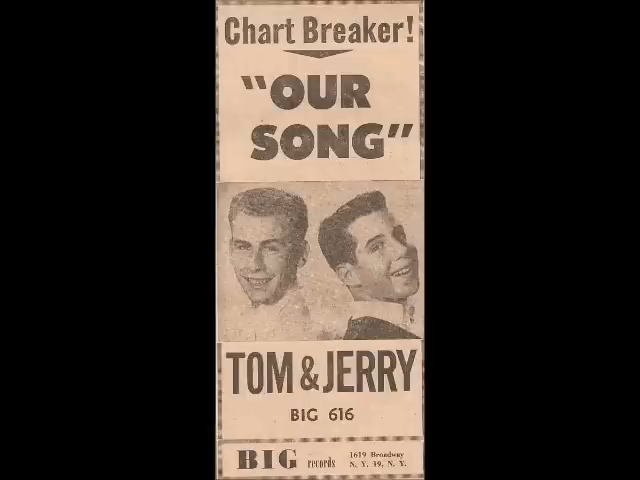 Chart Breaker!
"OUR
SONG"
TOM & JERRY
BIG 616
BIG records 1619 Broadway
N. Y. 19, N. Y.